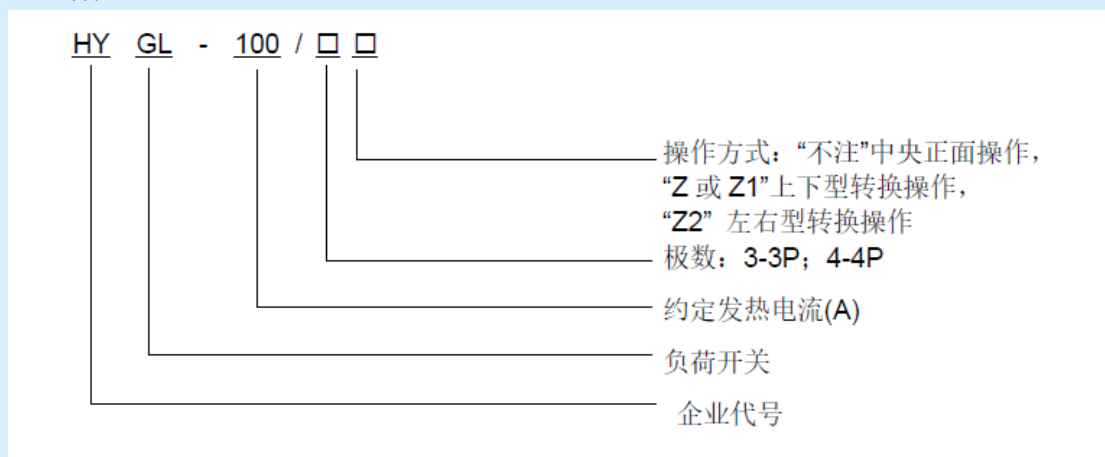 HY GL - 100 / □ □
操作方式：“不注”中央正面操作，
“Z 或 Z1”上下型转换操作，
“Z2” 左右型转换操作
极数：3-3P；4-4P
约定发热电流(A)
负荷开关
企业代号